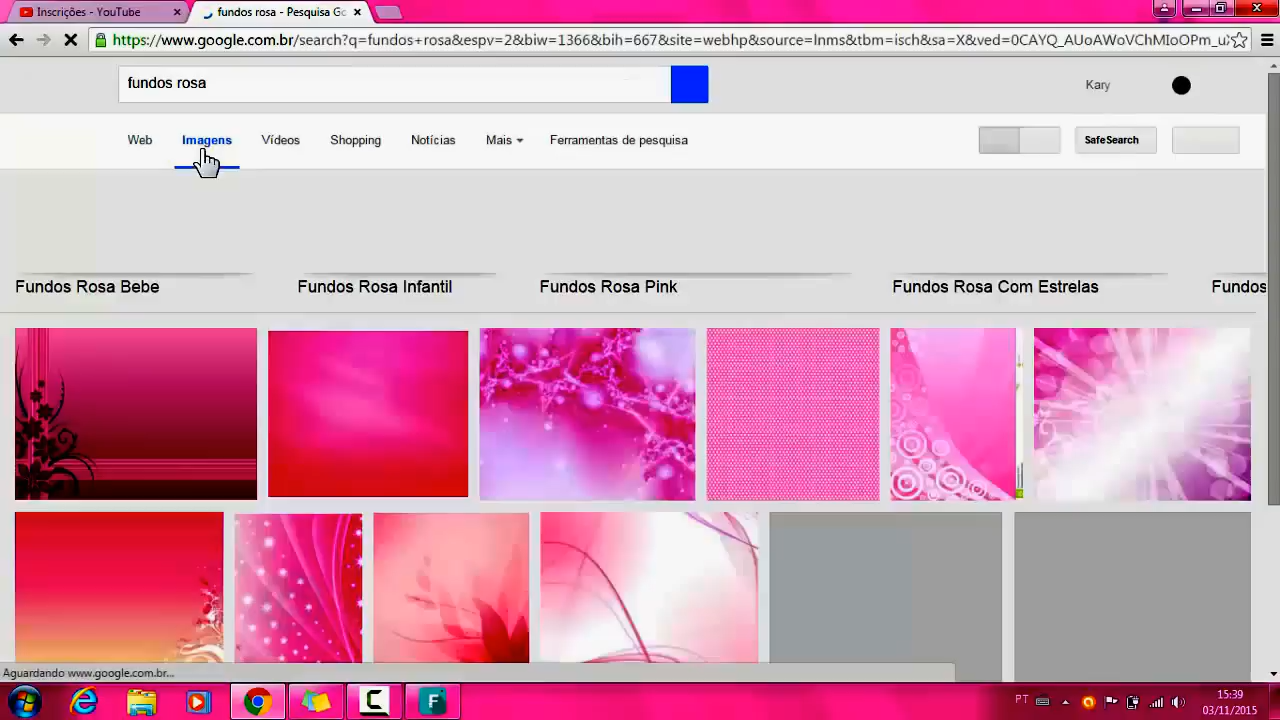 Inscrições - YouTube
fundos rosa - Pesquisa Go
https://www.google.com.br/search?q=fundos+rosa&espv=2&biw=1366&bih=667&site=webhp&source=lnms&tbm=isch&sa=X&ved=0CAYQ_AUoAWoVChMIoOPm_u
fundos rosa
Kary
Web Imagens Vídeos Shopping Notícias Mais Ferramentas de pesquisa SafeSearch
Fundos Rosa Bebe Fundos Rosa Infantil Fundos Rosa Pink Fundos Rosa Com Estrelas Fundos
Aguardando www.google.com.br...
PT 15:39
03/11/2015